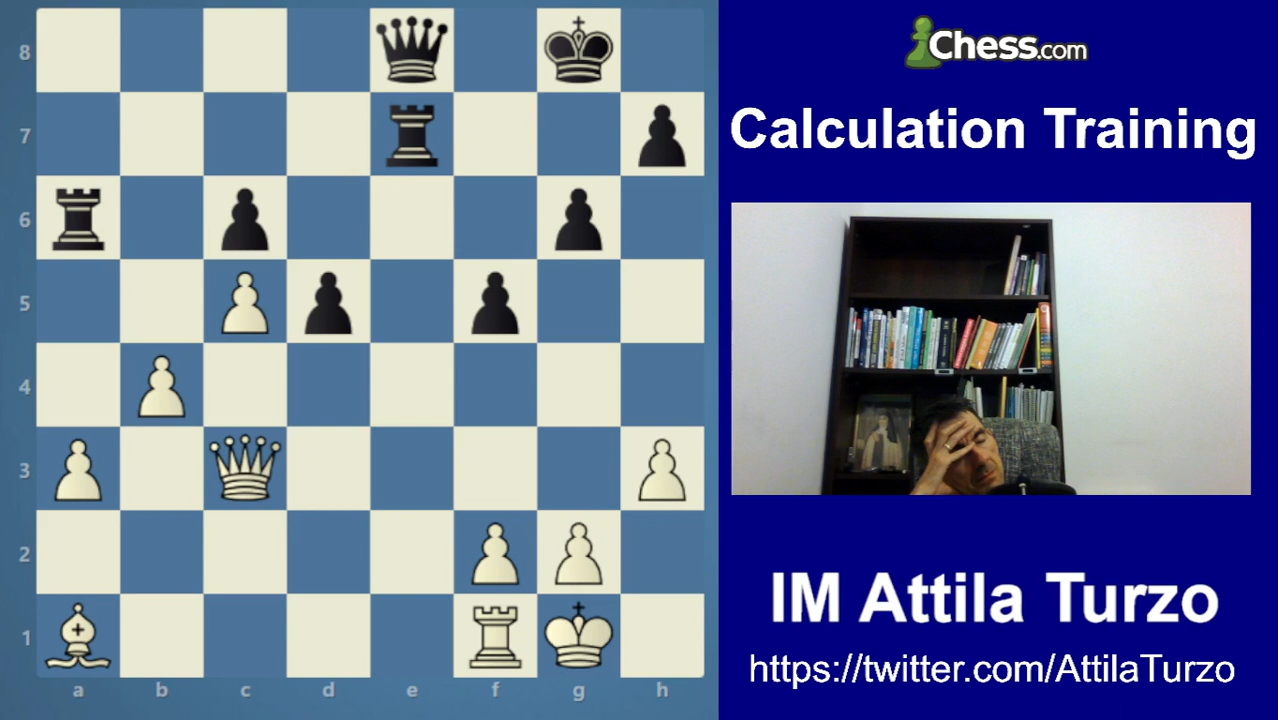 8
7
6
5
4
3
2
1
a b c d e f g h
Chess.com
Calculation Training
IM Attila Turzo
https://twitter.com/AttilaTurzo